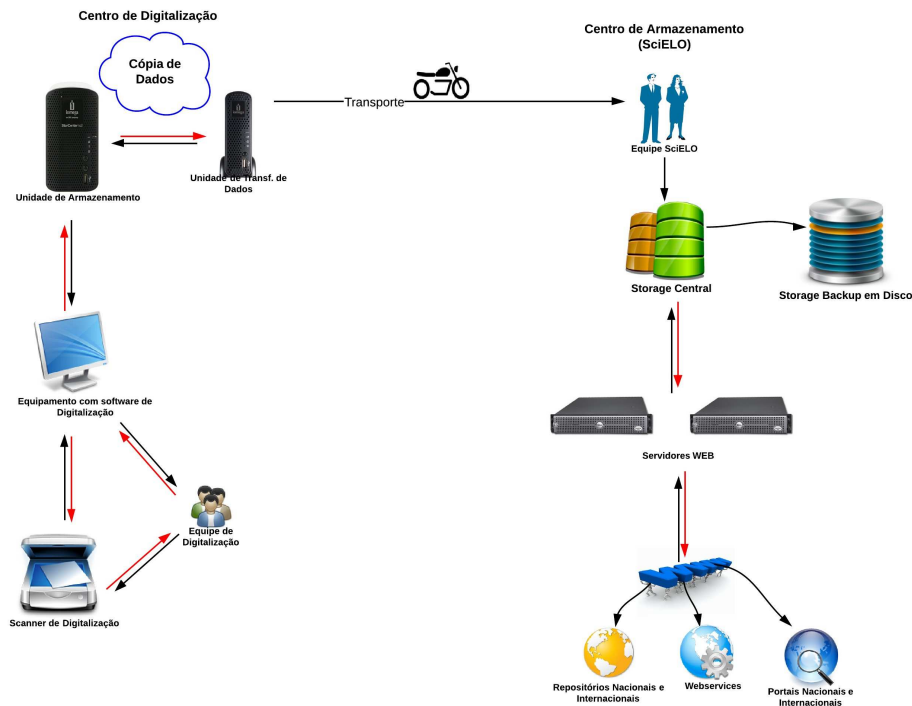 Centro de Digitalização
Cópia de
Dados
Unidade de Armazenamento
Unidade de Transf. de
Dados
Transporte
Centro de Armazenamento
(SciELO)
Equipe SciELO
Storage Central
Storage Backup em Disco
Servidores WEB
Equipamento com software de
Digitalização
Equipe de
Digitalização
Scanner de Digitalização
Repositórios Nacionais e
Internacionais
Webservices
Portais Nacionais e
Internacionais